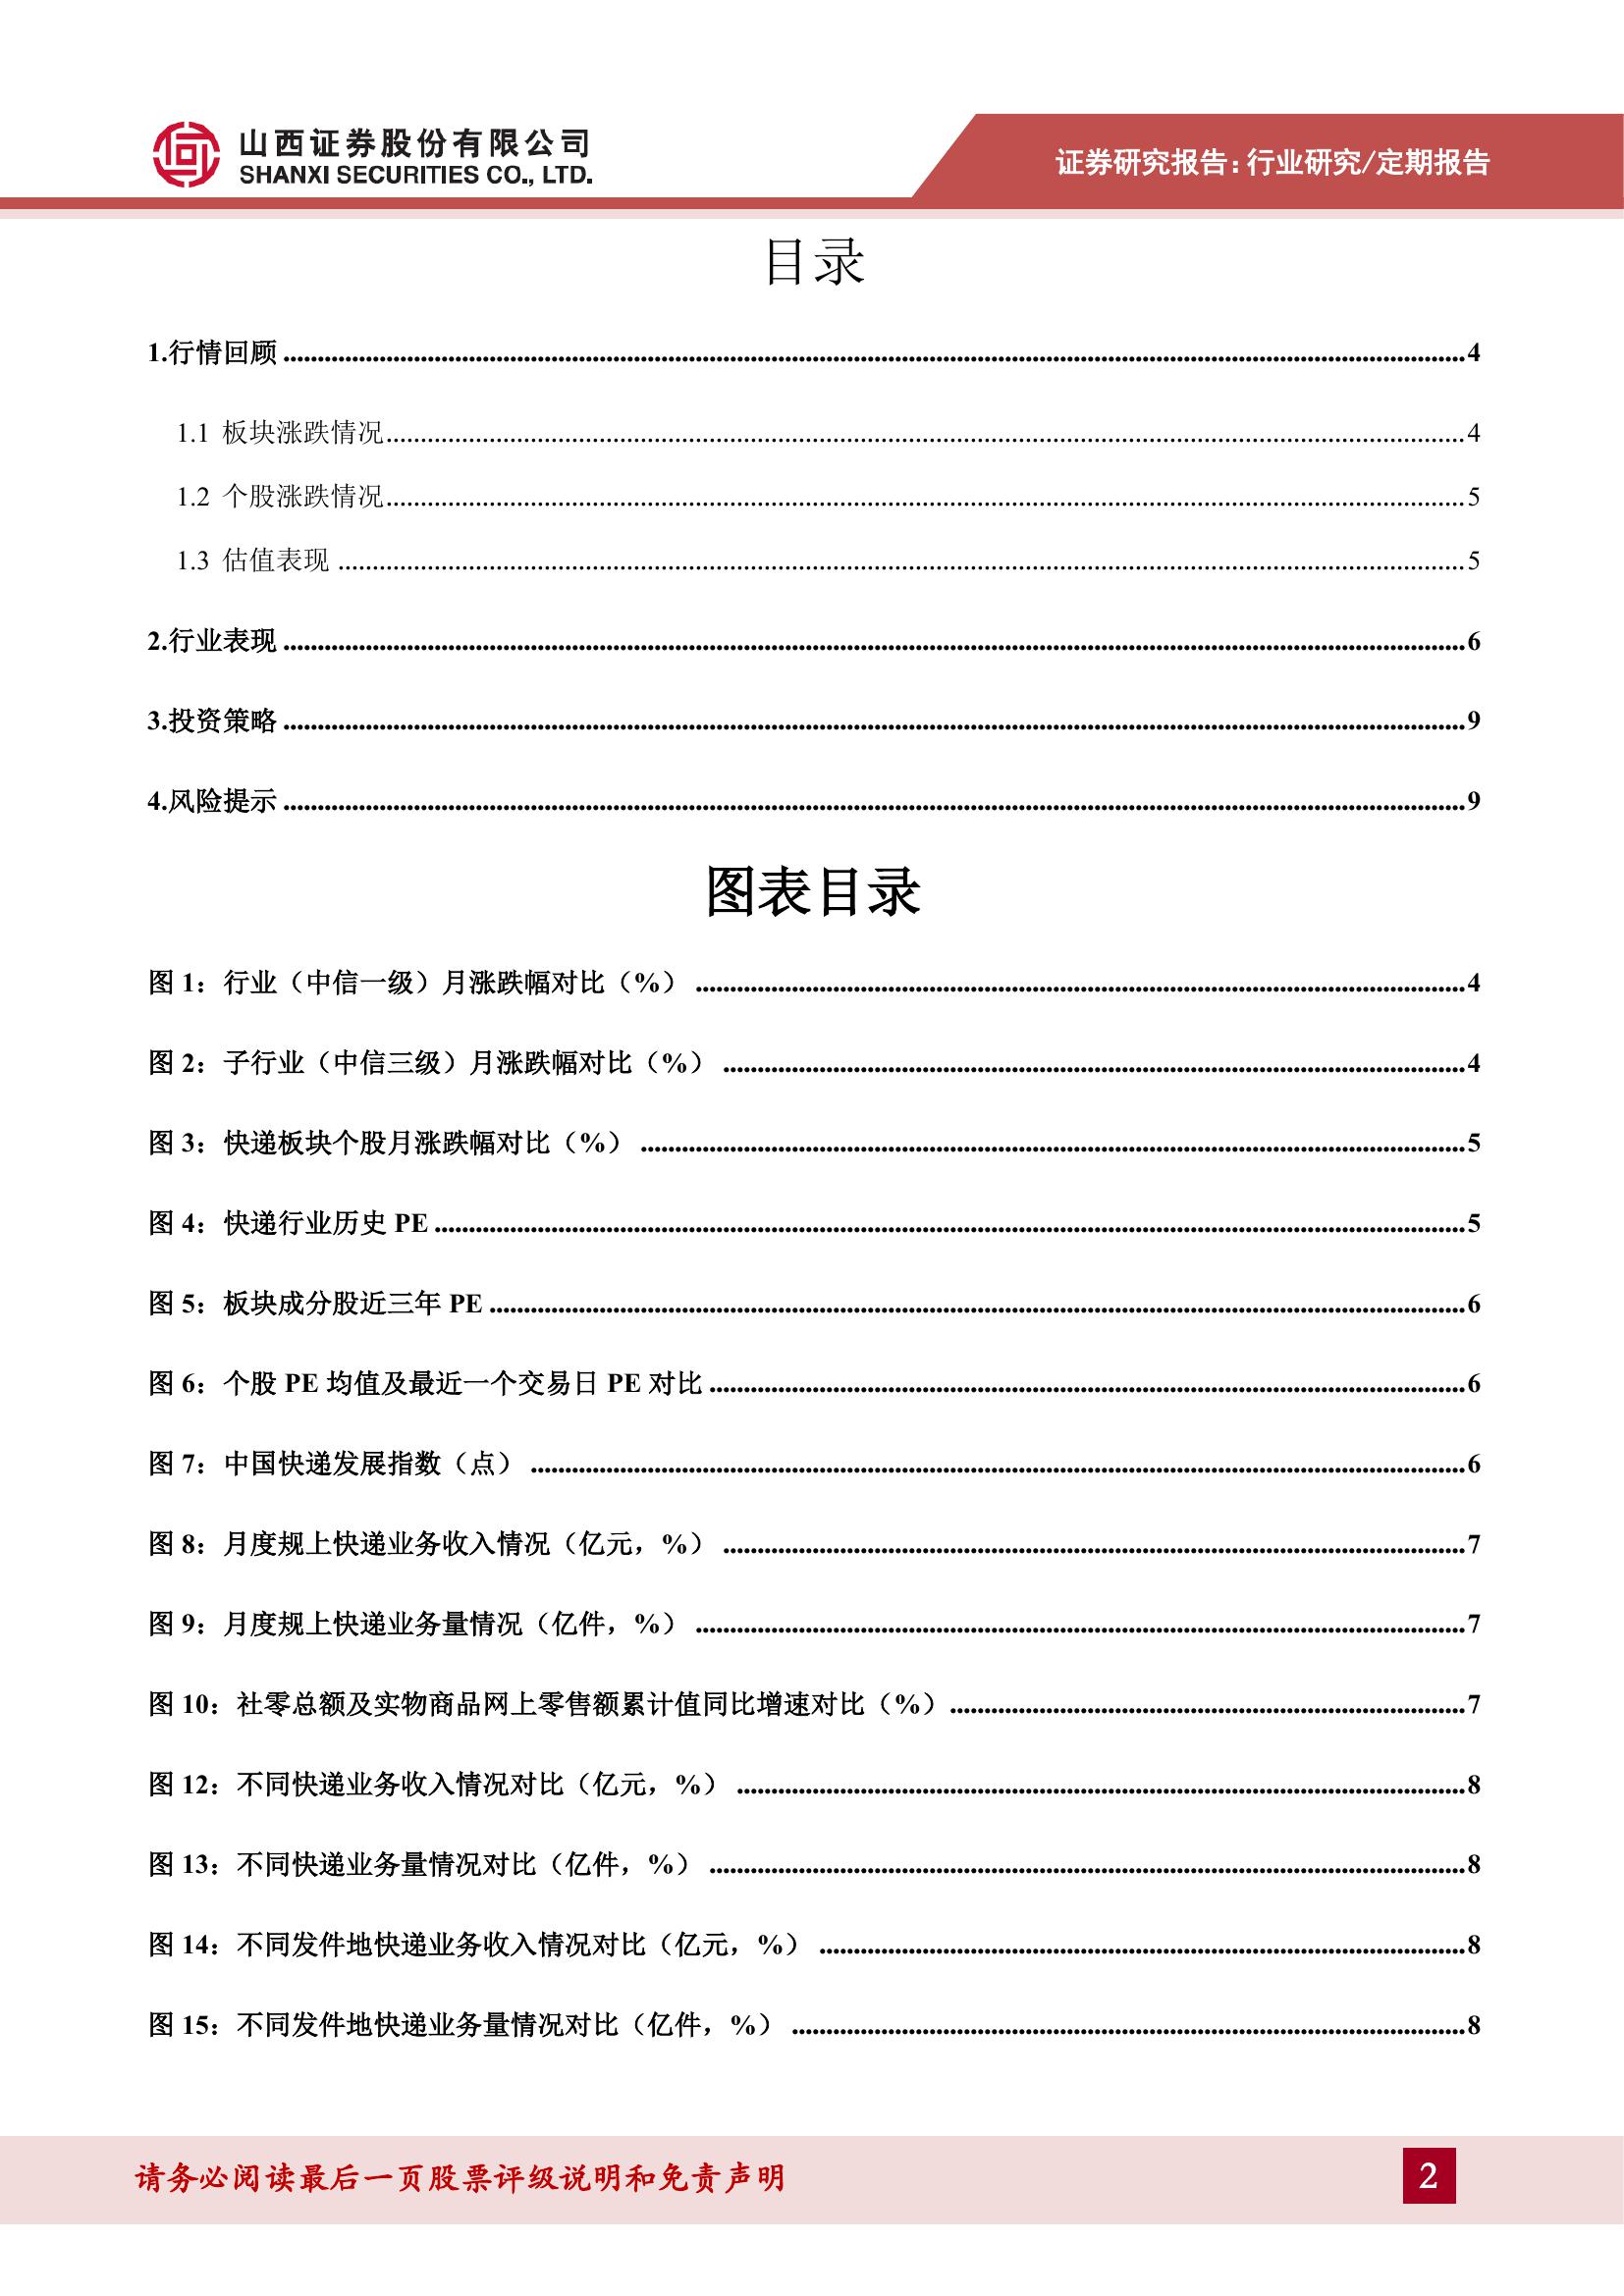 山西证券股份有限公司
SHANXI SECURITIES CO., LTD.
证券研究报告：行业研究/定期报告
目录
1.行情回顾 4
1.1 板块涨跌情况 4
1.2 个股涨跌情况 5
1.3 估值表现 5
2.行业表现 6
3.投资策略 9
4.风险提示 9
图表目录
图 1：行业（中信一级）月涨跌幅对比（%） 4
图 2：子行业（中信三级）月涨跌幅对比（%） 4
图 3：快递板块个股月涨跌幅对比（%） 5
图 4：快递行业历史 PE 5
图 5：板块成分股近三年 PE 6
图 6：个股 PE 均值及最近一个交易日 PE 对比 6
图 7：中国快递发展指数（点） 6
图 8：月度规上快递业务收入情况（亿元，%） 7
图 9：月度规上快递业务量情况（亿件，%） 7
图 10：社零总额及实物商品网上零售额累计值同比增速对比（%） 7
图 12：不同快递业务收入情况对比（亿元，%） 8
图 13：不同快递业务量情况对比（亿件，%） 8
图 14：不同发件地快递业务收入情况对比（亿元，%） 8
图 15：不同发件地快递业务量情况对比（亿件，%） 8
请务必阅读最后一页股票评级说明和免责声明
2